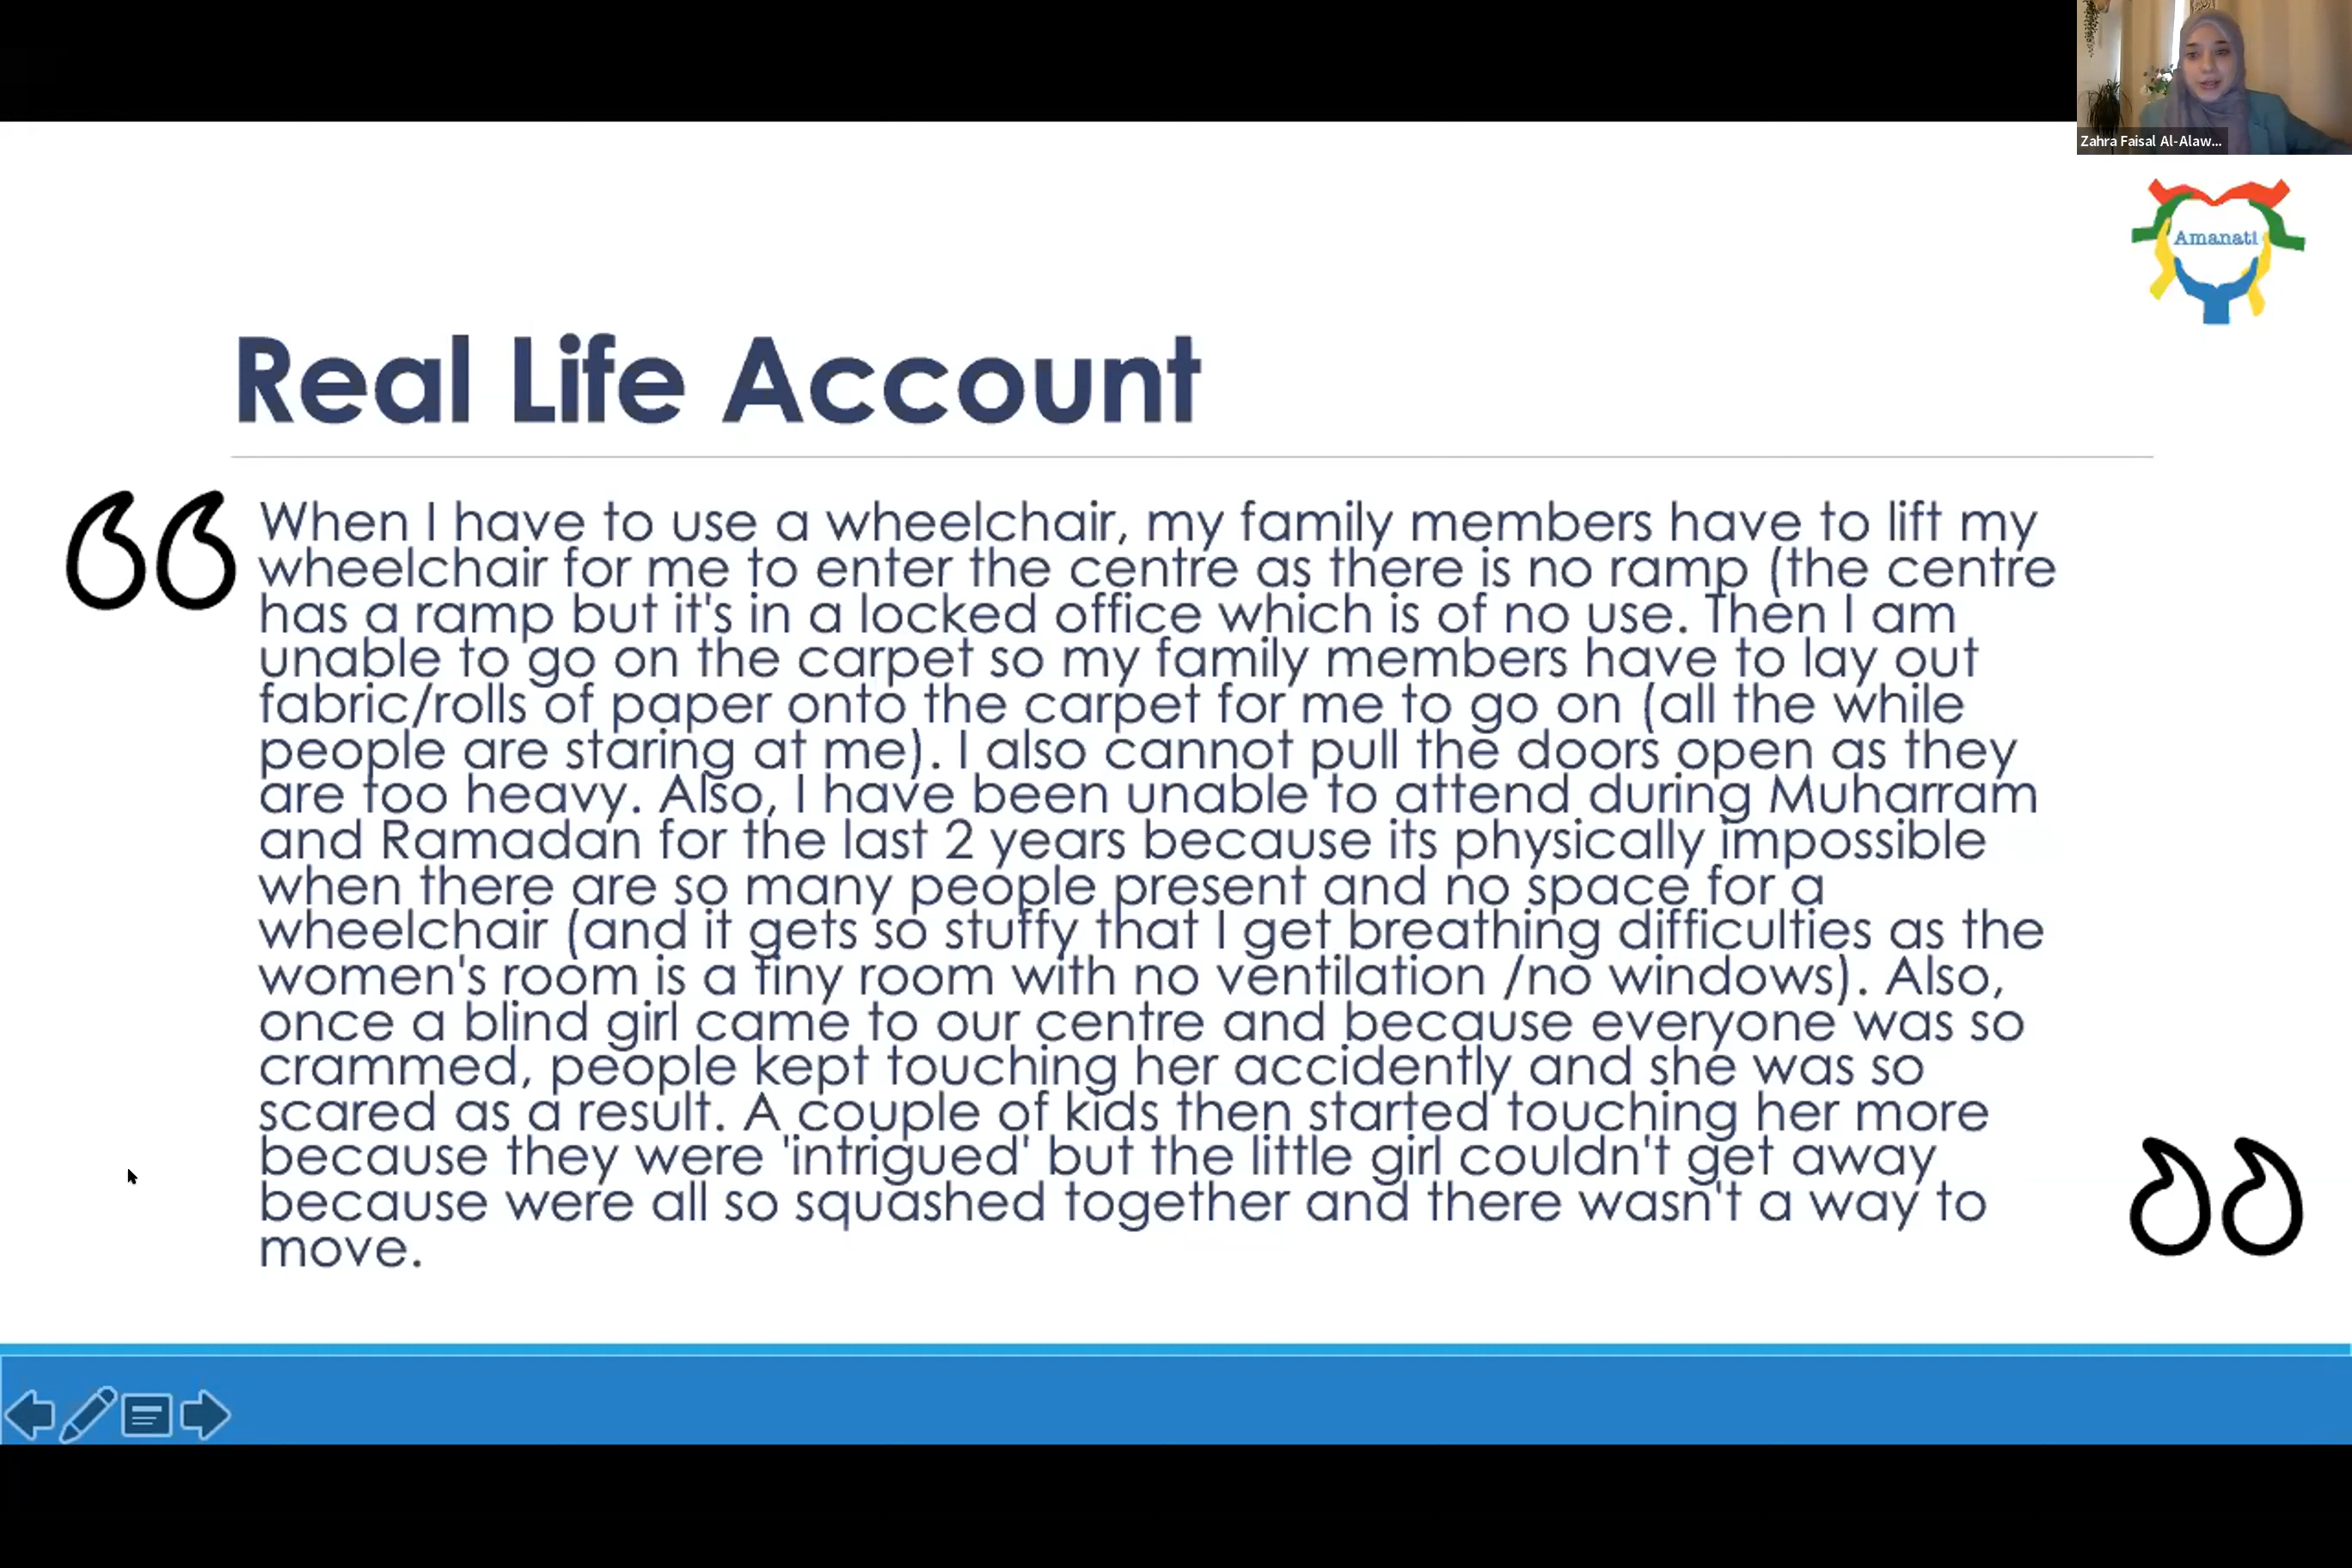 Zahra Faisal Al-Alaw...
Amanati
Real Life Account
When I have to use a wheelchair, my family members have to lift my
wheelchair for me to enter the centre as there is no ramp (the centre
has a ramp but it's in a locked office which is of no use. Then I am
unable to go on the carpet so my family members have to lay out
fabric/rolls of paper onto the carpet for me to go on (all the while
people are staring at me). I also cannot pull the doors open as they
are too heavy. Also, I have been unable to attend during Muharram
and Ramadan for the last 2 years because its physically impossible
when there are so many people present and no space for a
wheelchair (and it gets so stuffy that I get breathing difficulties as the
women's room is a tiny room with no ventilation /no windows). Also,
once a blind girl came to our centre and because everyone was so
crammed, people kept touching her accidently and she was so
scared as a result. A couple of kids then started touching her more
because they were 'intrigued' but the little girl couldn't get away
because were all so squashed together and there wasn't a way to
move.